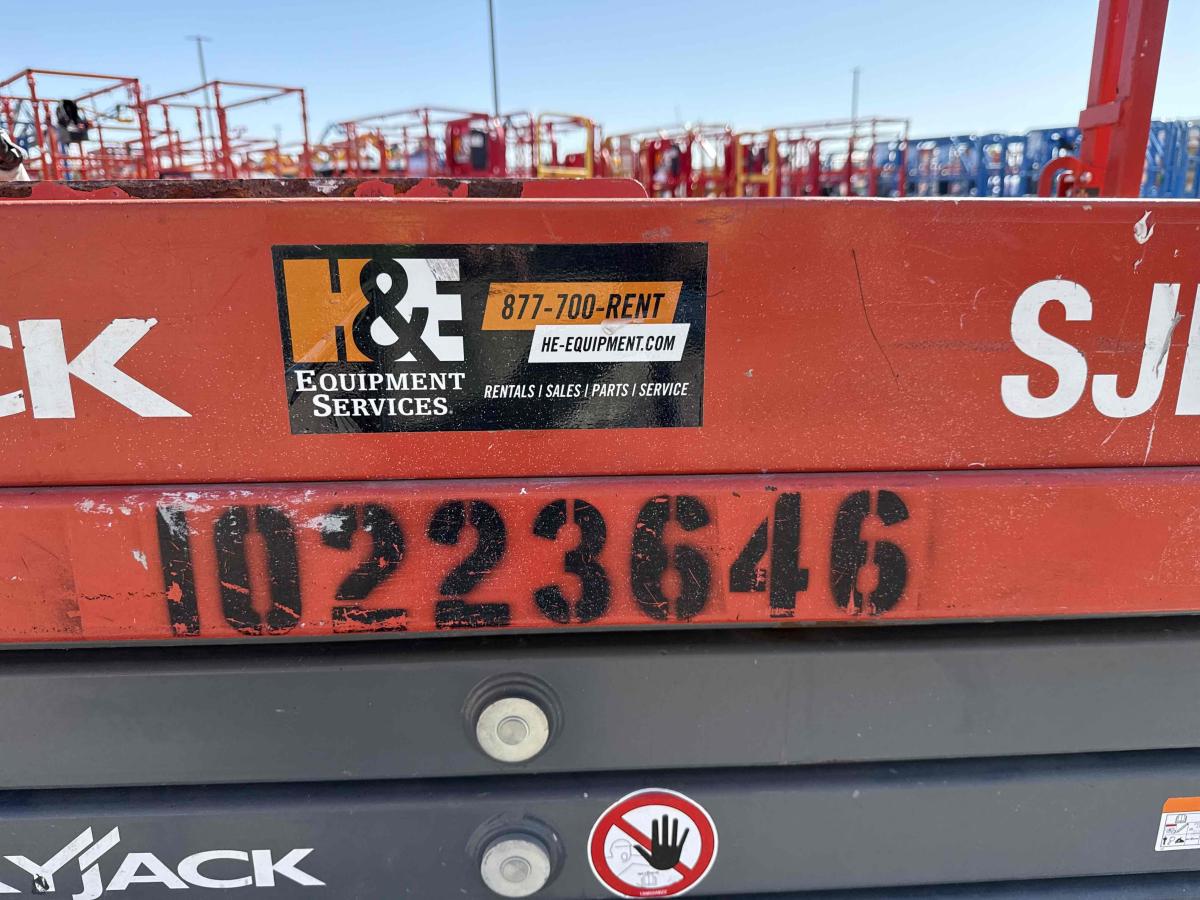 H&E
EQUIPMENT
SERVICES
877-700-RENT
HE-EQUIPMENT.COM
RENTALS | SALES | PARTS | SERVICE
CK
SJ
10223646
YJACK